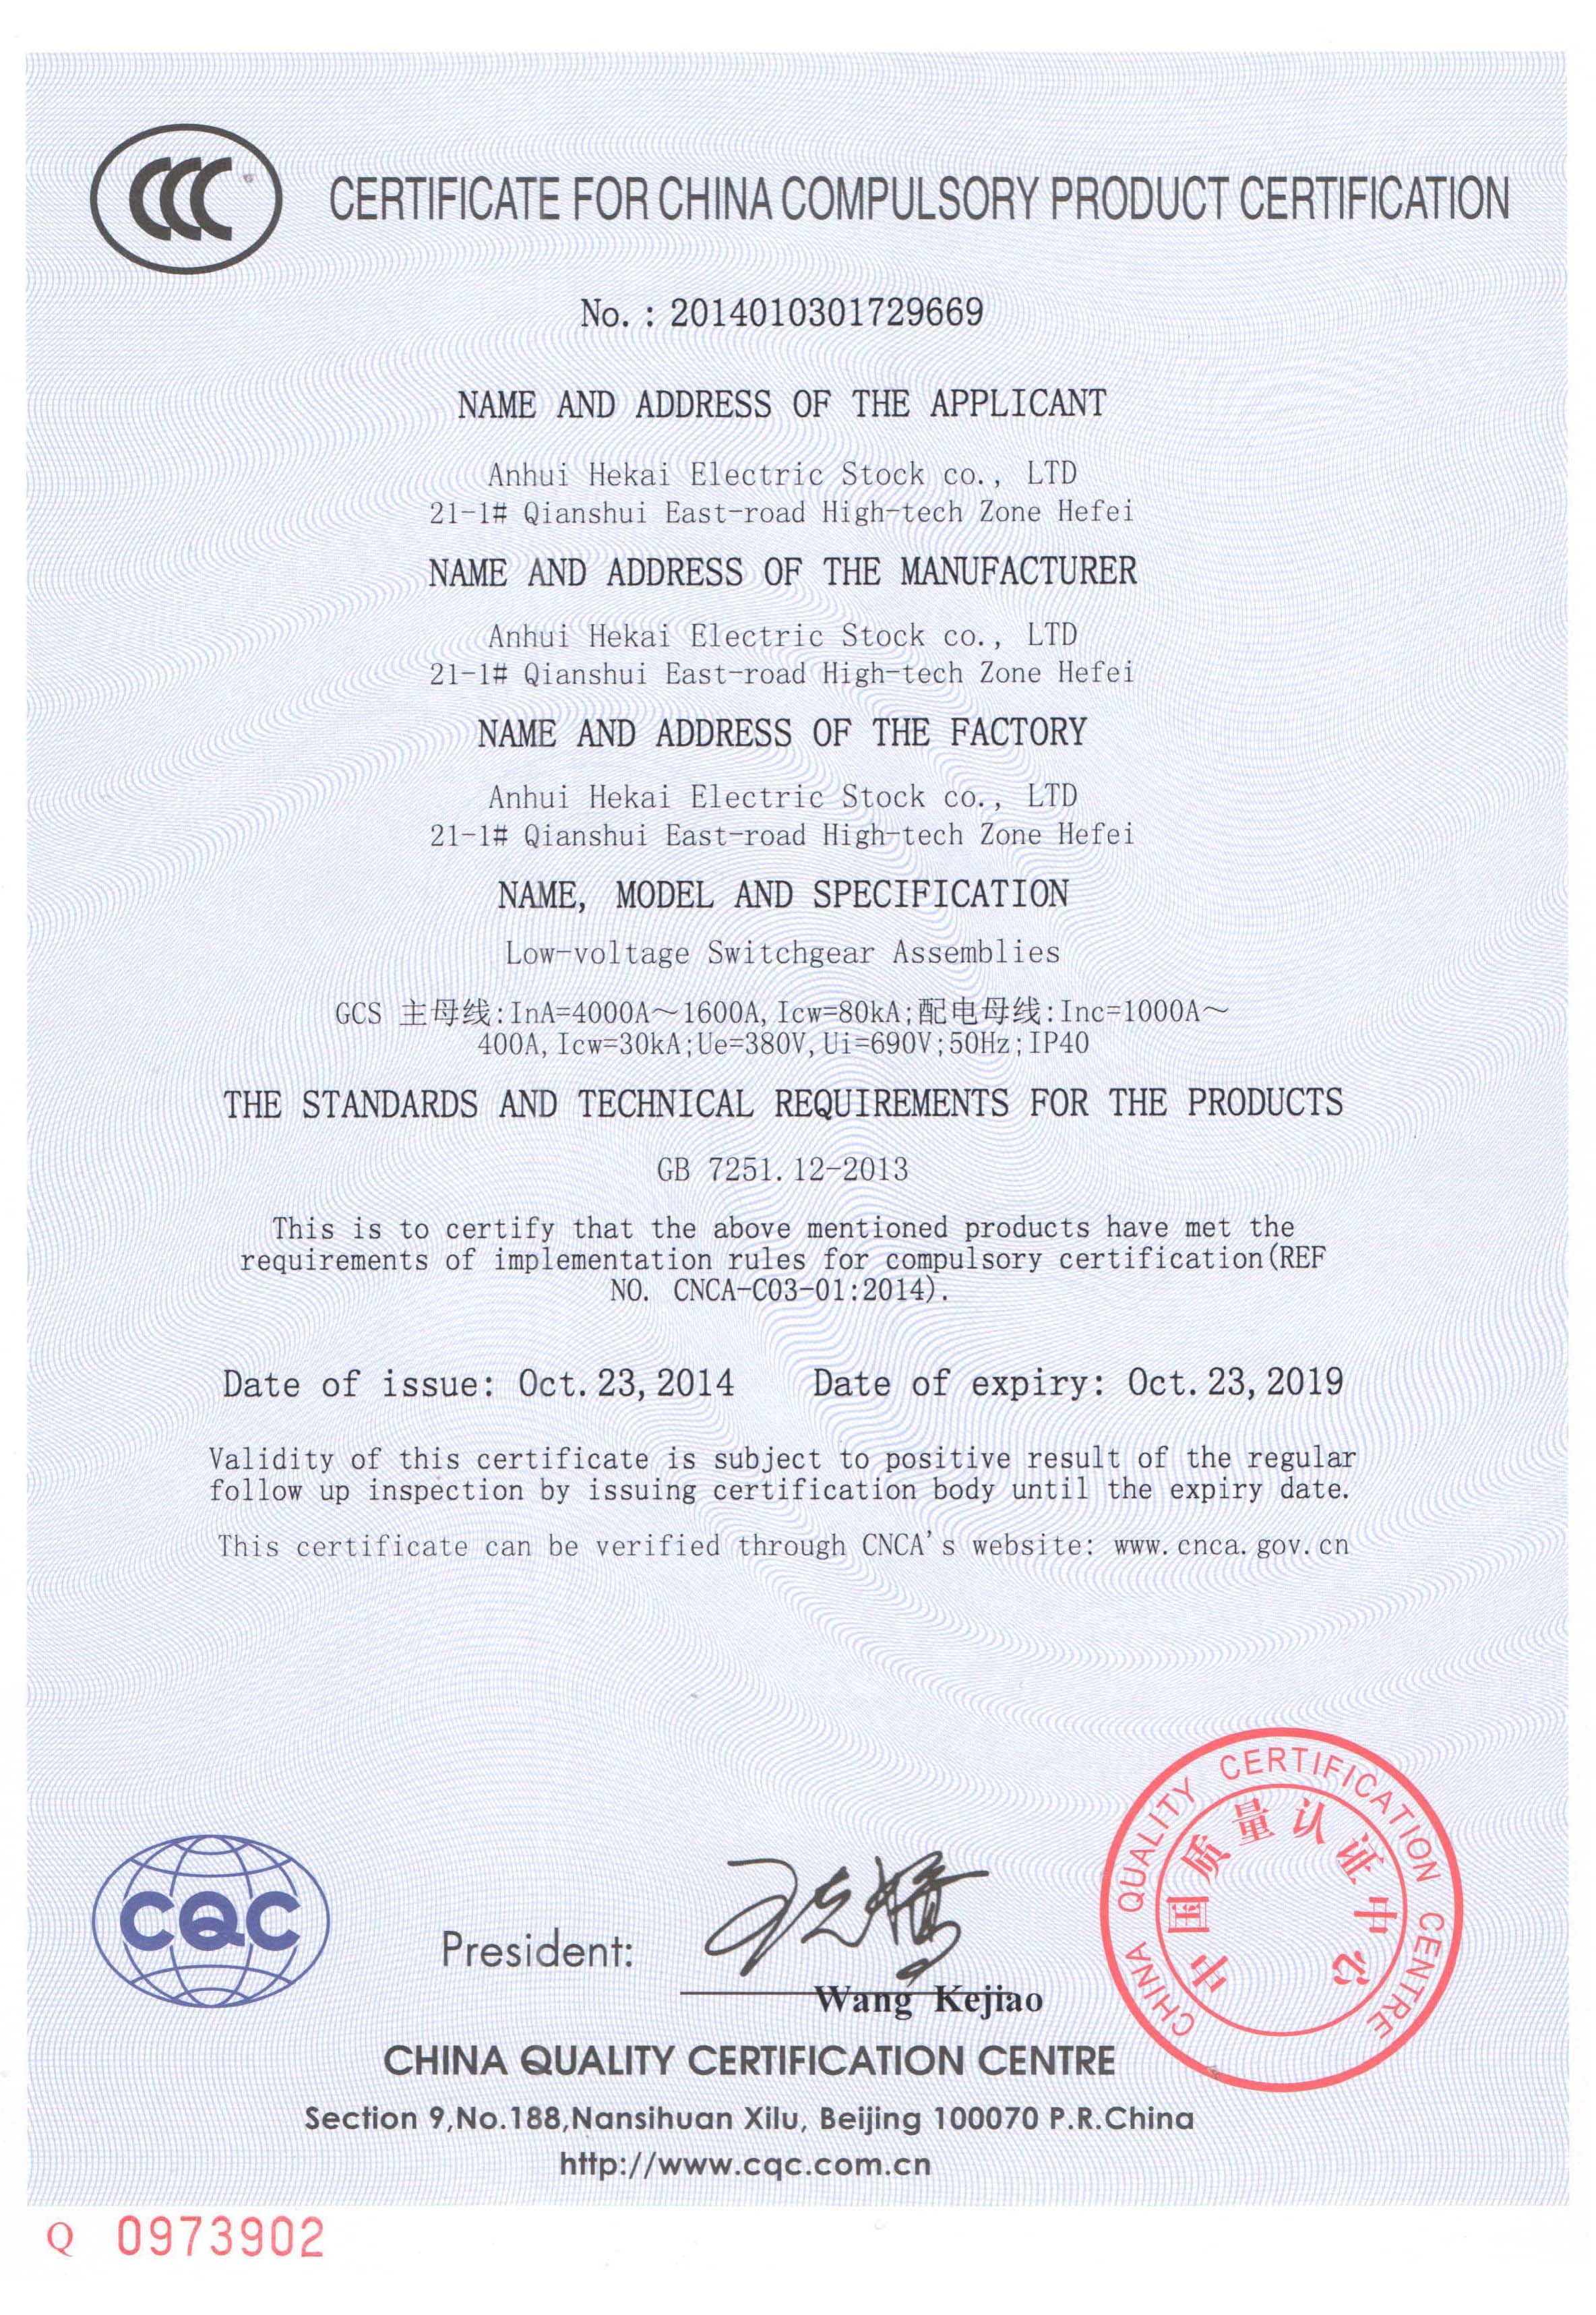 CCC
CERTIFICATE FOR CHINA COMPULSORY PRODUCT CERTIFICATION
No. : 2014010301729669
NAME AND ADDRESS OF THE APPLICANT
Anhui Hekai Electric Stock co., LTD
21-1# Qianshui East-road High-tech Zone Hefei
NAME AND ADDRESS OF THE MANUFACTURER
Anhui Hekai Electric Stock co., LTD
21-1# Qianshui East-road High-tech Zone Hefei
NAME AND ADDRESS OF THE FACTORY
Anhui Hekai Electric Stock co., LTD
21-1# Qianshui East-road High-tech Zone Hefei
NAME, MODEL AND SPECIFICATION
Low-voltage Switchgear Assemblies
GCS 主母线:InA=4000A～1600A,Icw=80kA;配电母线:Inc=1000A～
400A,Icw=30kA;Ue=380V,Ui=690V;50Hz;IP40
THE STANDARDS AND TECHNICAL REQUIREMENTS FOR THE PRODUCTS
GB 7251.12-2013
This is to certify that the above mentioned products have met the
requirements of implementation rules for compulsory certification(REF
NO. CNCA-C03-01:2014).
Date of issue: Oct.23,2014 Date of expiry: Oct.23,2019
Validity of this certificate is subject to positive result of the regular
follow up inspection by issuing certification body until the expiry date.
This certificate can be verified through CNCA's website: www.cnca.gov.cn
CHINA QUALITY CERTIFICATION CENTRE
中国质量认证中心
CQC
President:
Wang Kejiao
CHINA QUALITY CERTIFICATION CENTRE
Section 9,No.188,Nansihuan Xilu, Beijing 100070 P.R.China
http://www.cqc.com.cn
Q 0973902